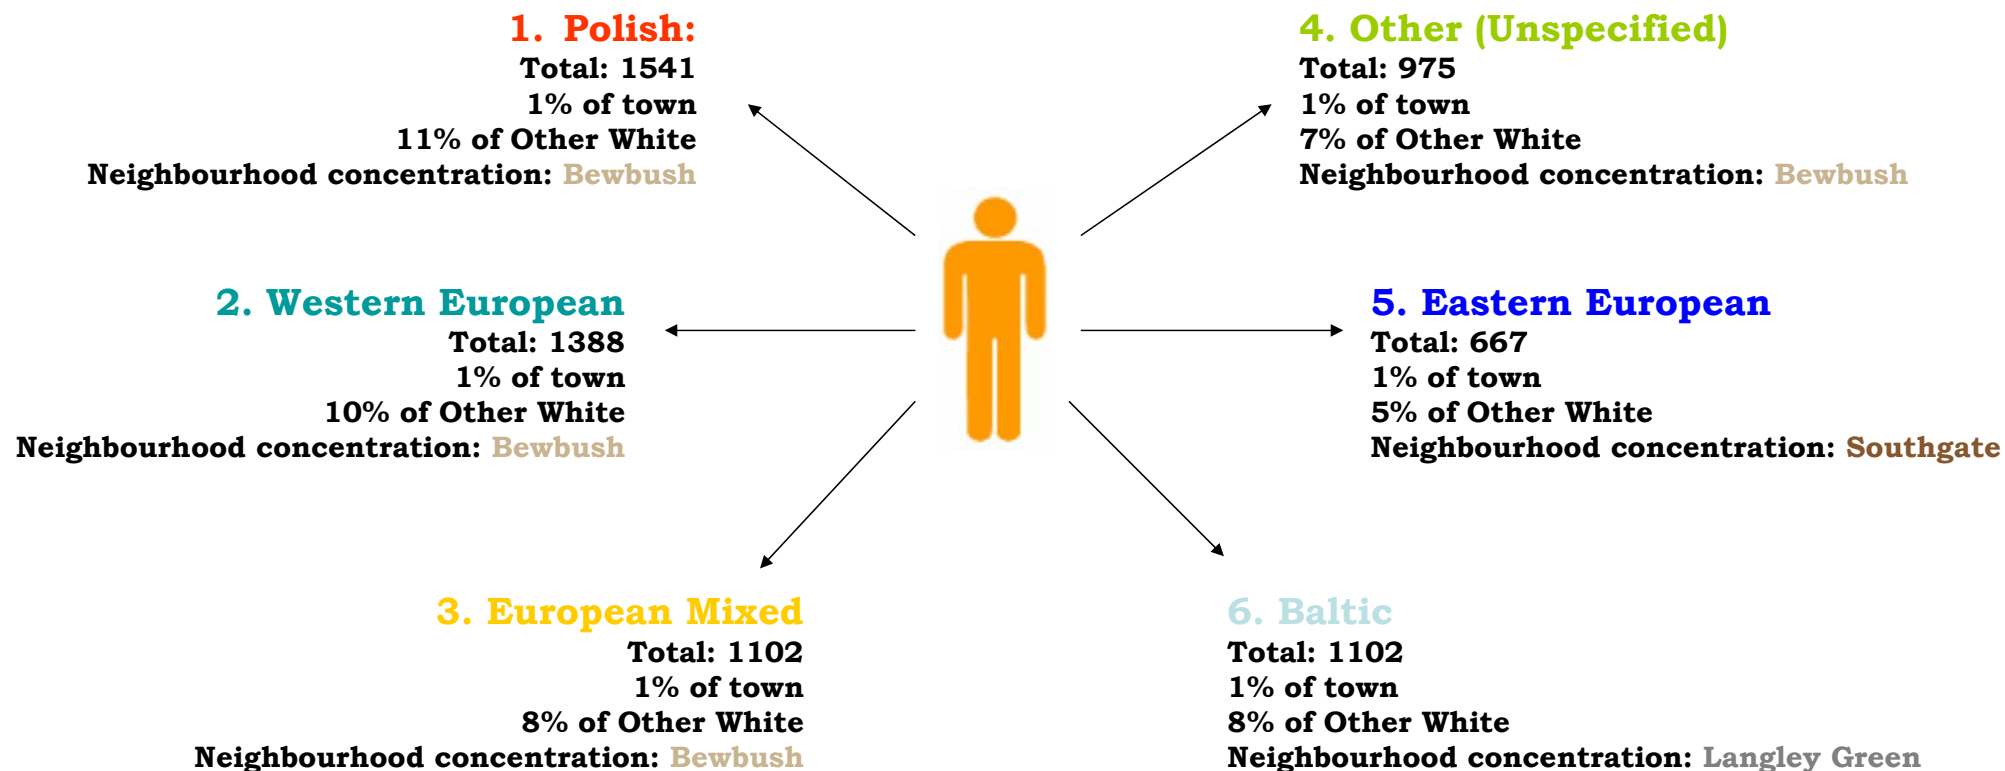 1. Polish:
Total: 1541
1% of town
11% of Other White
Neighbourhood concentration: Bewbush
2. Western European
Total: 1388
1% of town
10% of Other White
Neighbourhood concentration: Bewbush
3. European Mixed
Total: 1102
1% of town
8% of Other White
Neighbourhood concentration: Bewbush
4. Other (Unspecified)
Total: 975
1% of town
7% of Other White
Neighbourhood concentration: Bewbush
5. Eastern European
Total: 667
1% of town
5% of Other White
Neighbourhood concentration: Southgate
6. Baltic
Total: 1102
1% of town
8% of Other White
Neighbourhood concentration: Langley Green